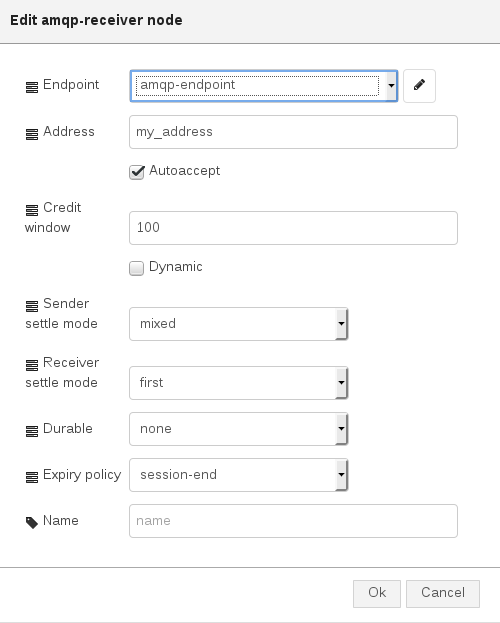 Edit amqp-receiver node
Endpoint
amqp-endpoint
Address
my_address
Autoaccept
Credit
window
100
Dynamic
Sender
settle mode
mixed
Receiver
settle mode
first
Durable
none
Expiry policy
session-end
Name
name
Ok
Cancel